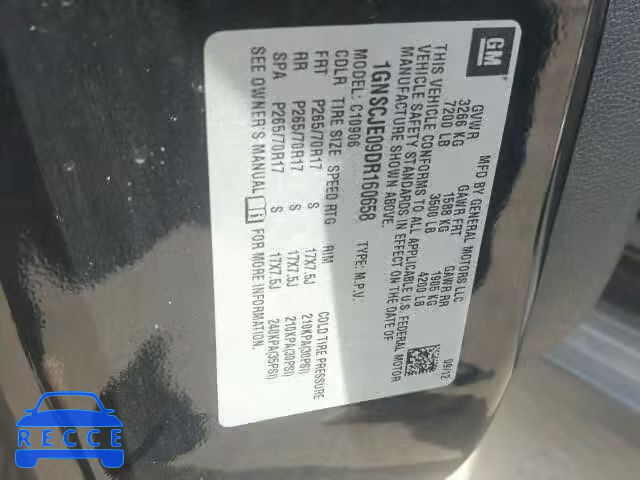 GM
MFD BY GENERAL MOTORS LLC
GVWR GAWR FRT GAWR RR
3266 KG 1588 KG 1905 KG
7200 LB 3500 LB 4200 LB
09/12
THIS VEHICLE CONFORMS TO ALL APPLICABLE U.S. FEDERAL MOTOR
VEHICLE SAFETY STANDARDS IN EFFECT ON THE DATE OF
MANUFACTURE SHOWN ABOVE.
1GNSCJE09DR160658 TYPE: M.P.V.
MODEL: C10906
CDLR TIRE SIZE SPEED RTG RIM COLD TIRE PRESSURE
FRT P265/70R17 S 17X7.5J 210KPA(30PSI)
RR P265/70R17 S 17X7.5J 210KPA(30PSI)
SPA P265/70R17 S 17X7.5J 240KPA(35PSI)
SEE OWNER'S MANUAL i FOR MORE INFORMATION.
RECCE